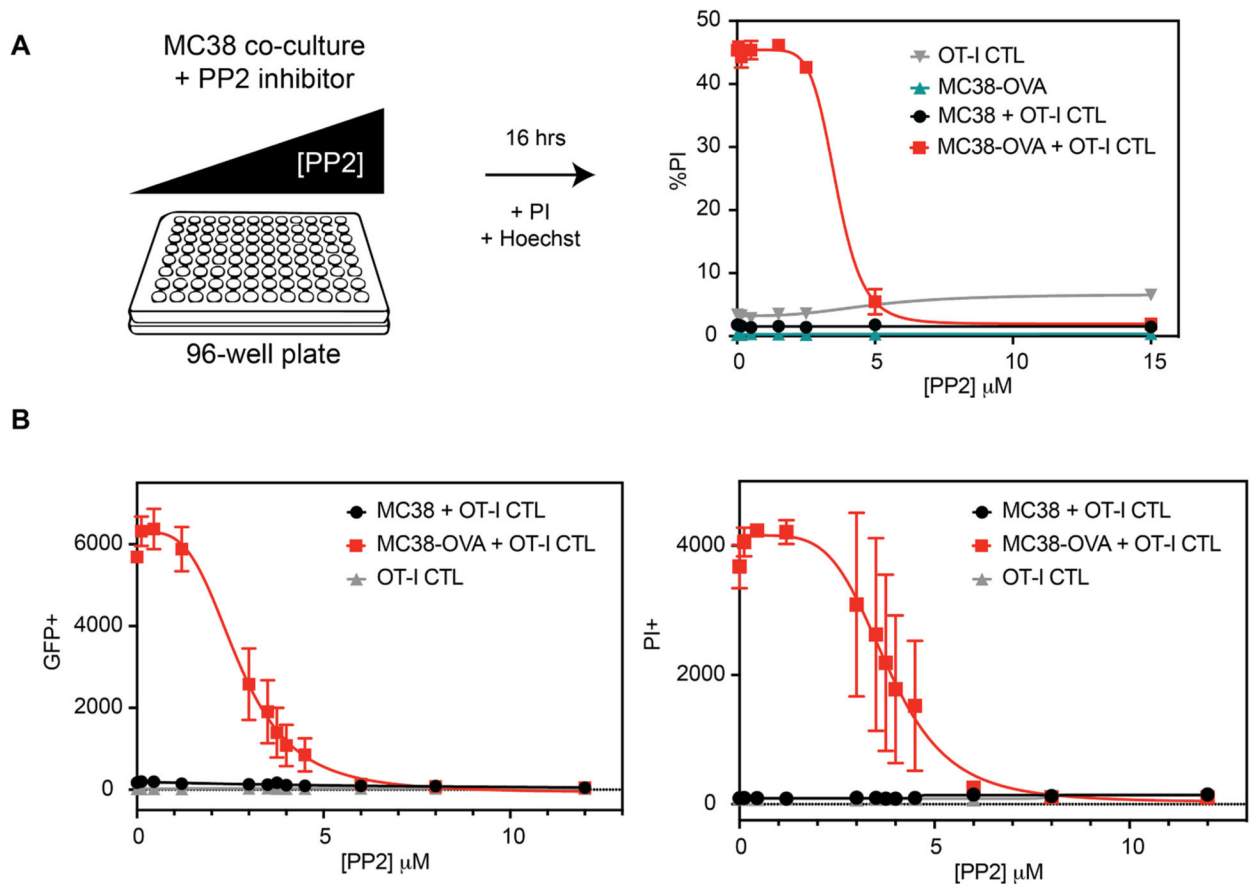 A
MC38 co-culture
+ PP2 inhibitor
[PP2]
96-well plate
16 hrs
+ PI
+ Hoechst
%PI
50
40
30
20
10
0
OT-I CTL
MC38-OVA
MC38 + OT-I CTL
MC38-OVA + OT-I CTL
0
5
10
15
[PP2] μM
B
GFP+
6000
4000
2000
0
MC38 + OT-I CTL
MC38-OVA + OT-I CTL
OT-I CTL
0
5
10
[PP2] μM
PI+
4000
2000
0
MC38 + OT-I CTL
MC38-OVA + OT-I CTL
OT-I CTL
0
5
10
[PP2] μM